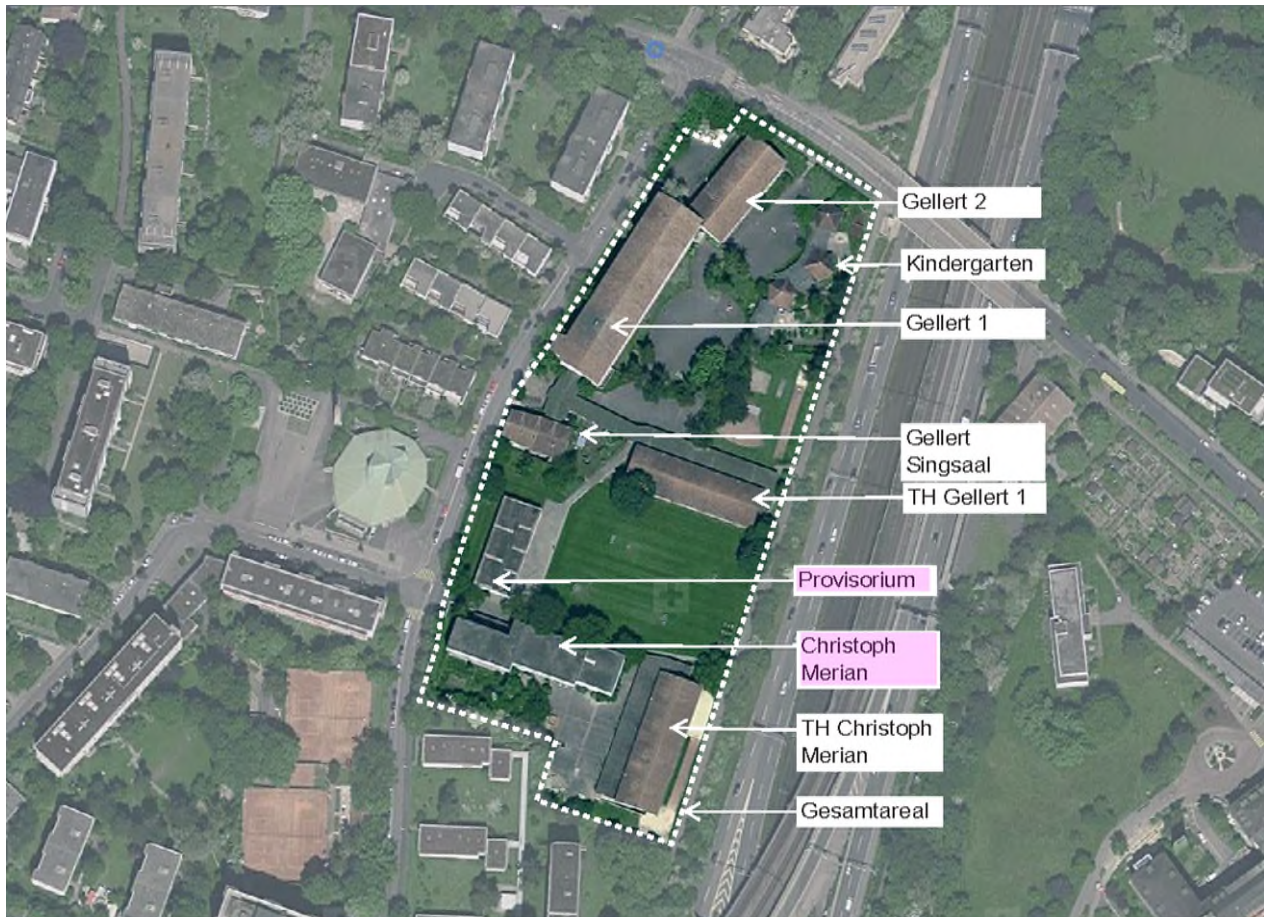 Gellert 2
Kindergarten
Gellert 1
Gellert
Singsaal
TH Gellert 1
Provisorium
Christoph
Merian
TH Christoph
Merian
Gesamtareal